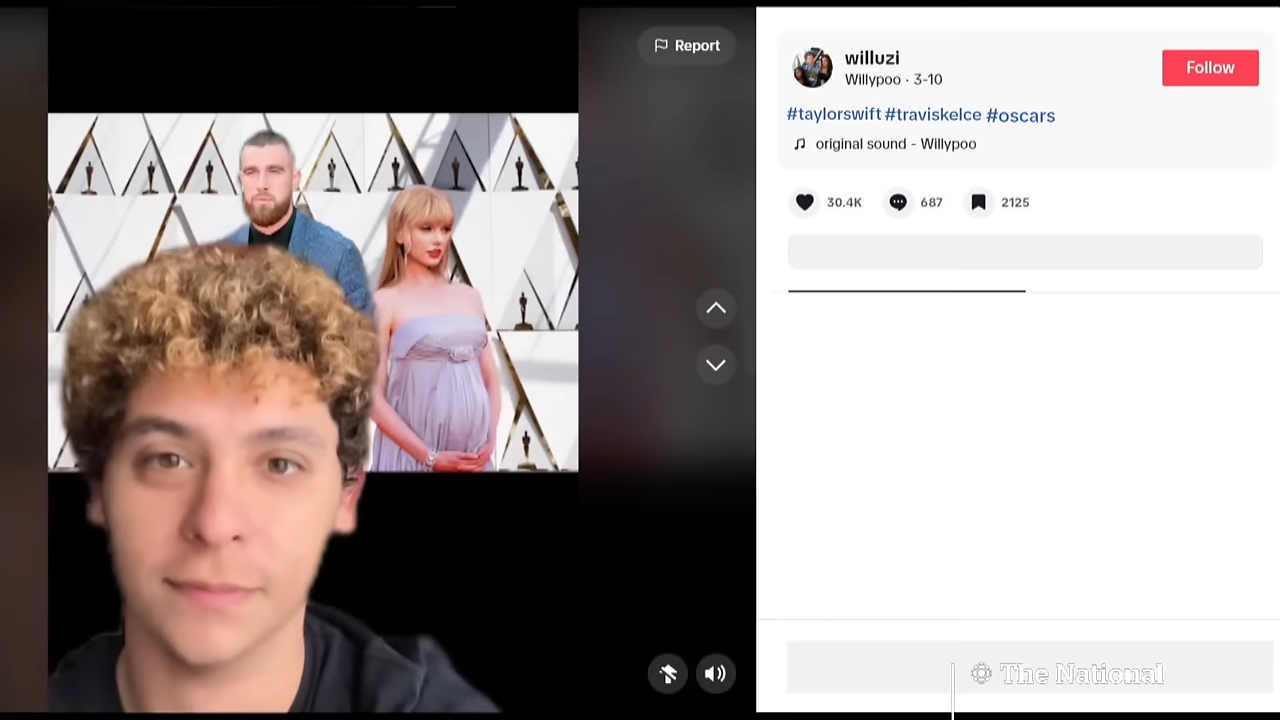 Report
willuzi
Willypoo · 3-10
Follow
#taylorswift #traviskelce #oscars
original sound - Willypoo
30.4K 687 2125
The National